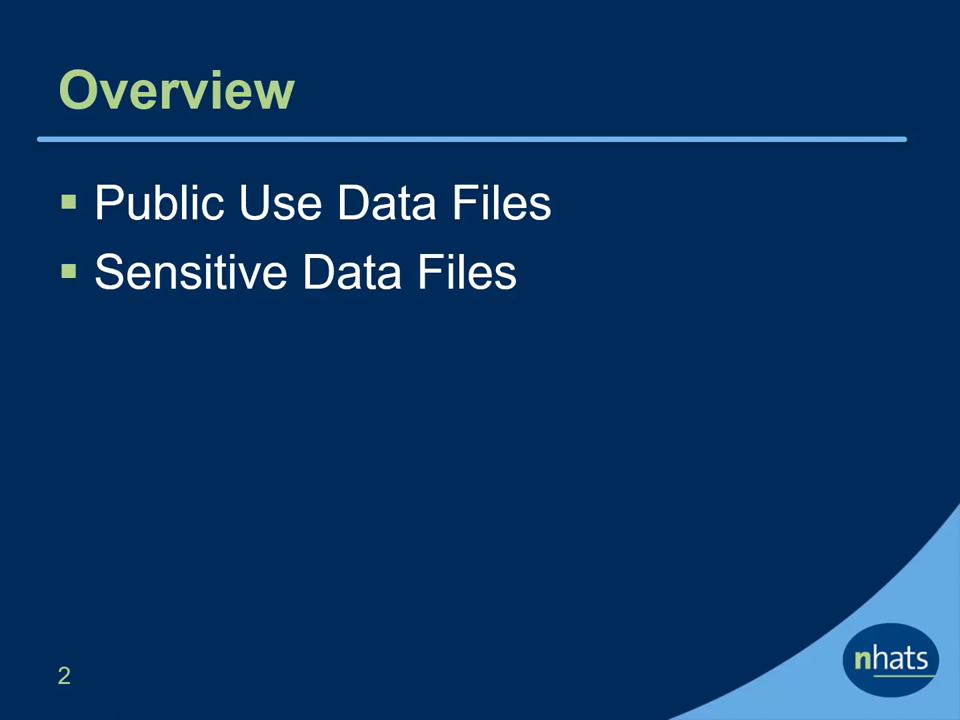 Overview
▪ Public Use Data Files
▪ Sensitive Data Files
2
nhats